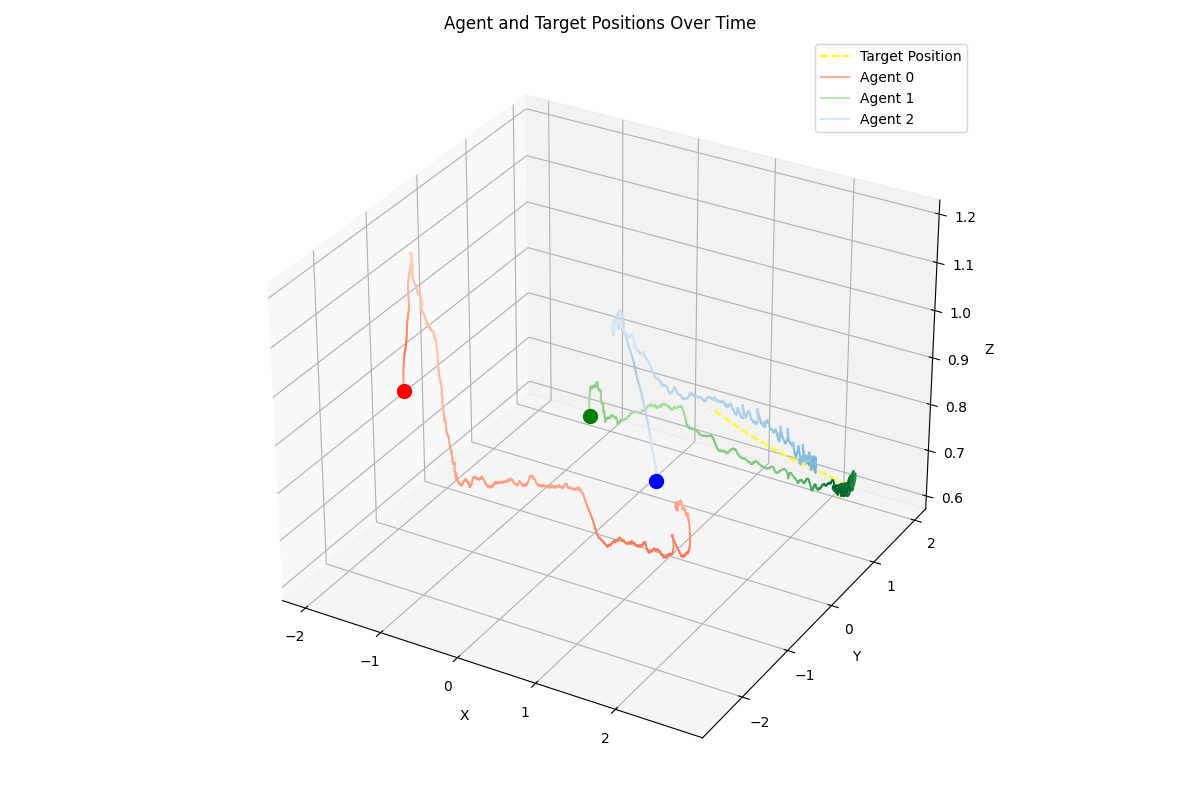 Agent and Target Positions Over Time
Target Position
Agent 0
Agent 1
Agent 2
1.2
1.1
1.0
0.9
0.8
0.7
0.6
Z
2
1
0
−1
−2
Y
−2
−1
0
1
2
X